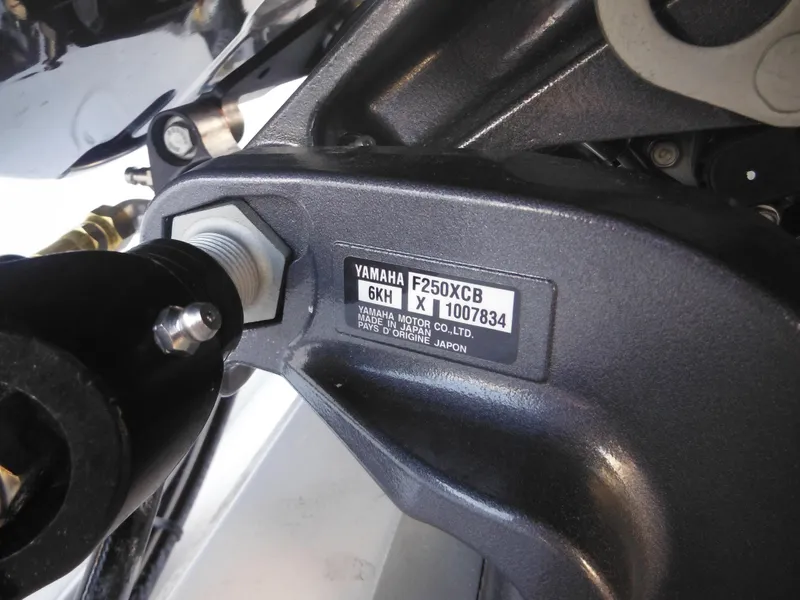 YAMAHA F250XCB
6KH X 1007834
YAMAHA MOTOR CO.,LTD.
MADE IN JAPAN
PAYS D'ORIGINE JAPON